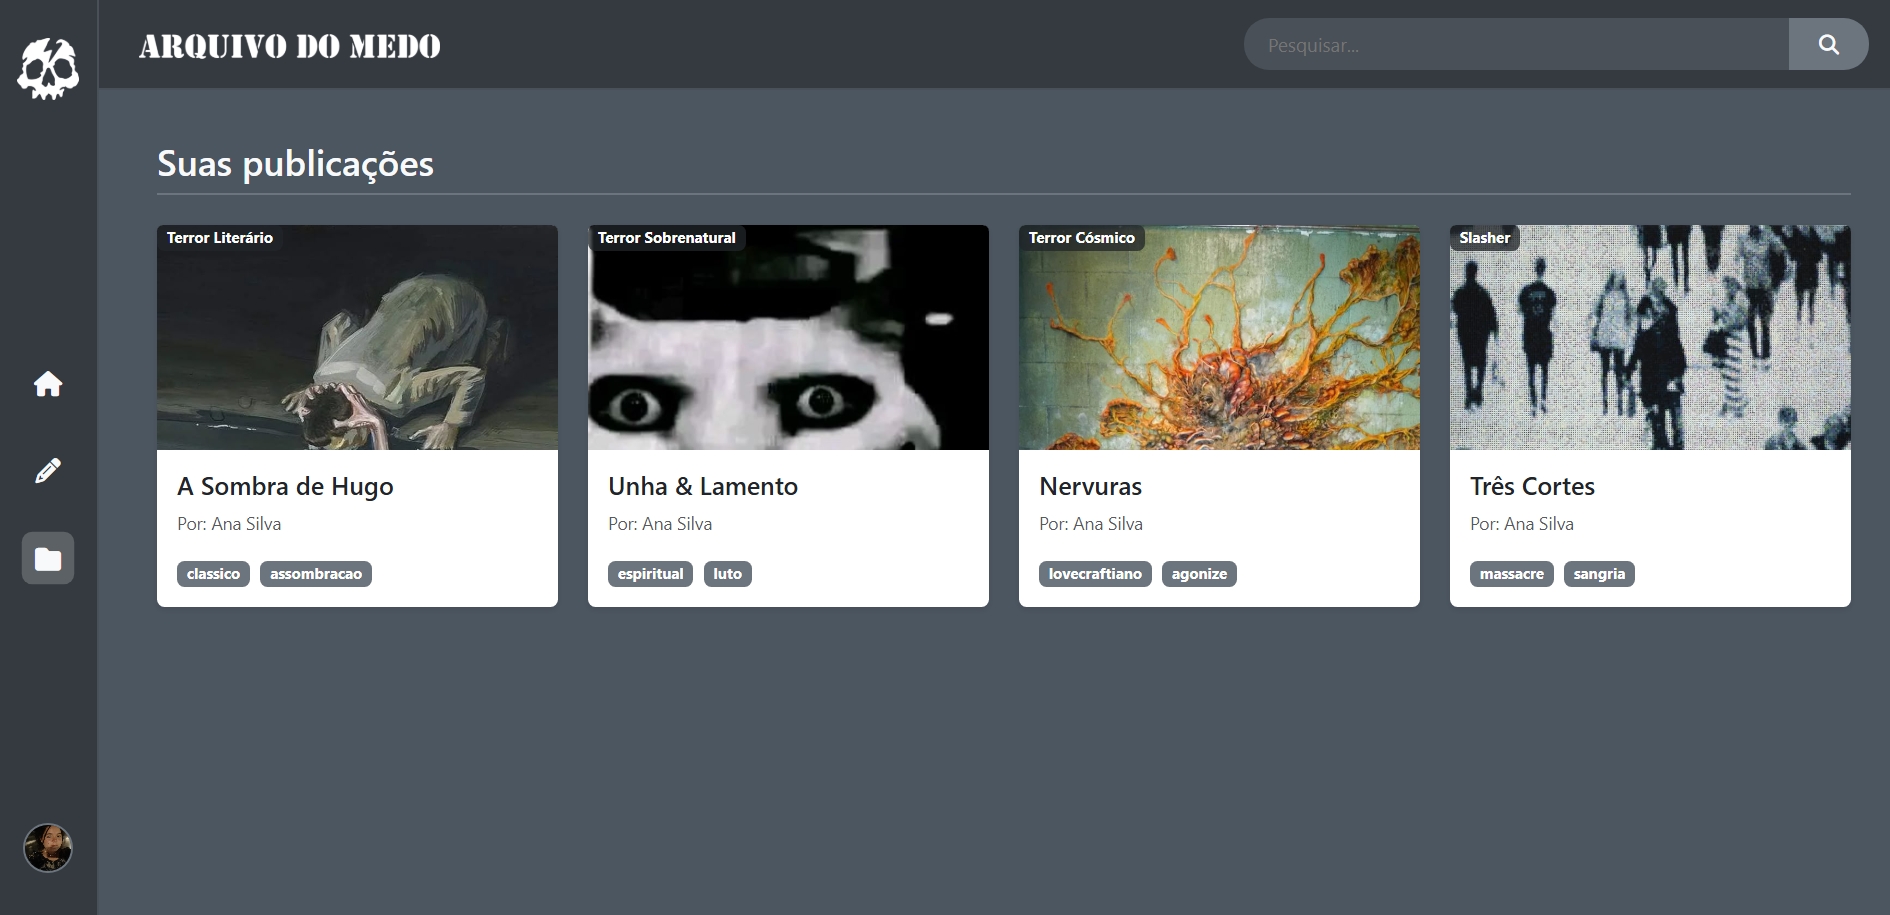 ARQUIVO DO MEDO
Pesquisar...
Suas publicações
Terror Literário
A Sombra de Hugo
Por: Ana Silva
classico assombracao
Terror Sobrenatural
Unha & Lamento
Por: Ana Silva
espiritual luto
Terror Cósmico
Nervuras
Por: Ana Silva
lovecraftiano agonize
Slasher
Três Cortes
Por: Ana Silva
massacre sangria